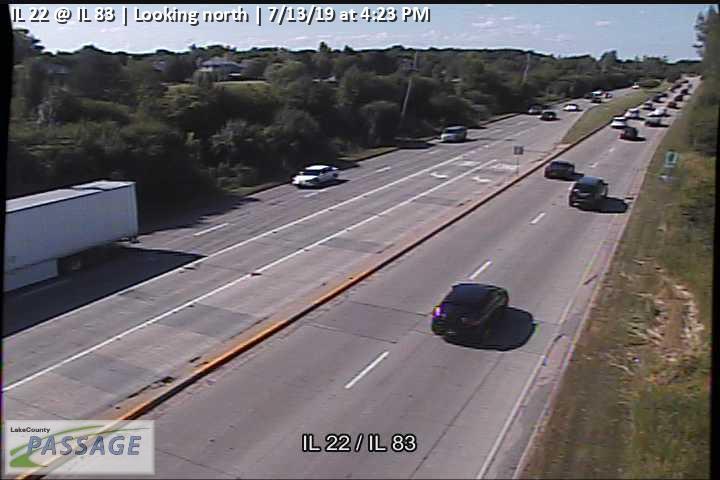 IL 22 @ IL 83 | Looking north | 7/13/19 at 4:23 PM
LakeCounty
PASSAGE
IL 22 / IL 83